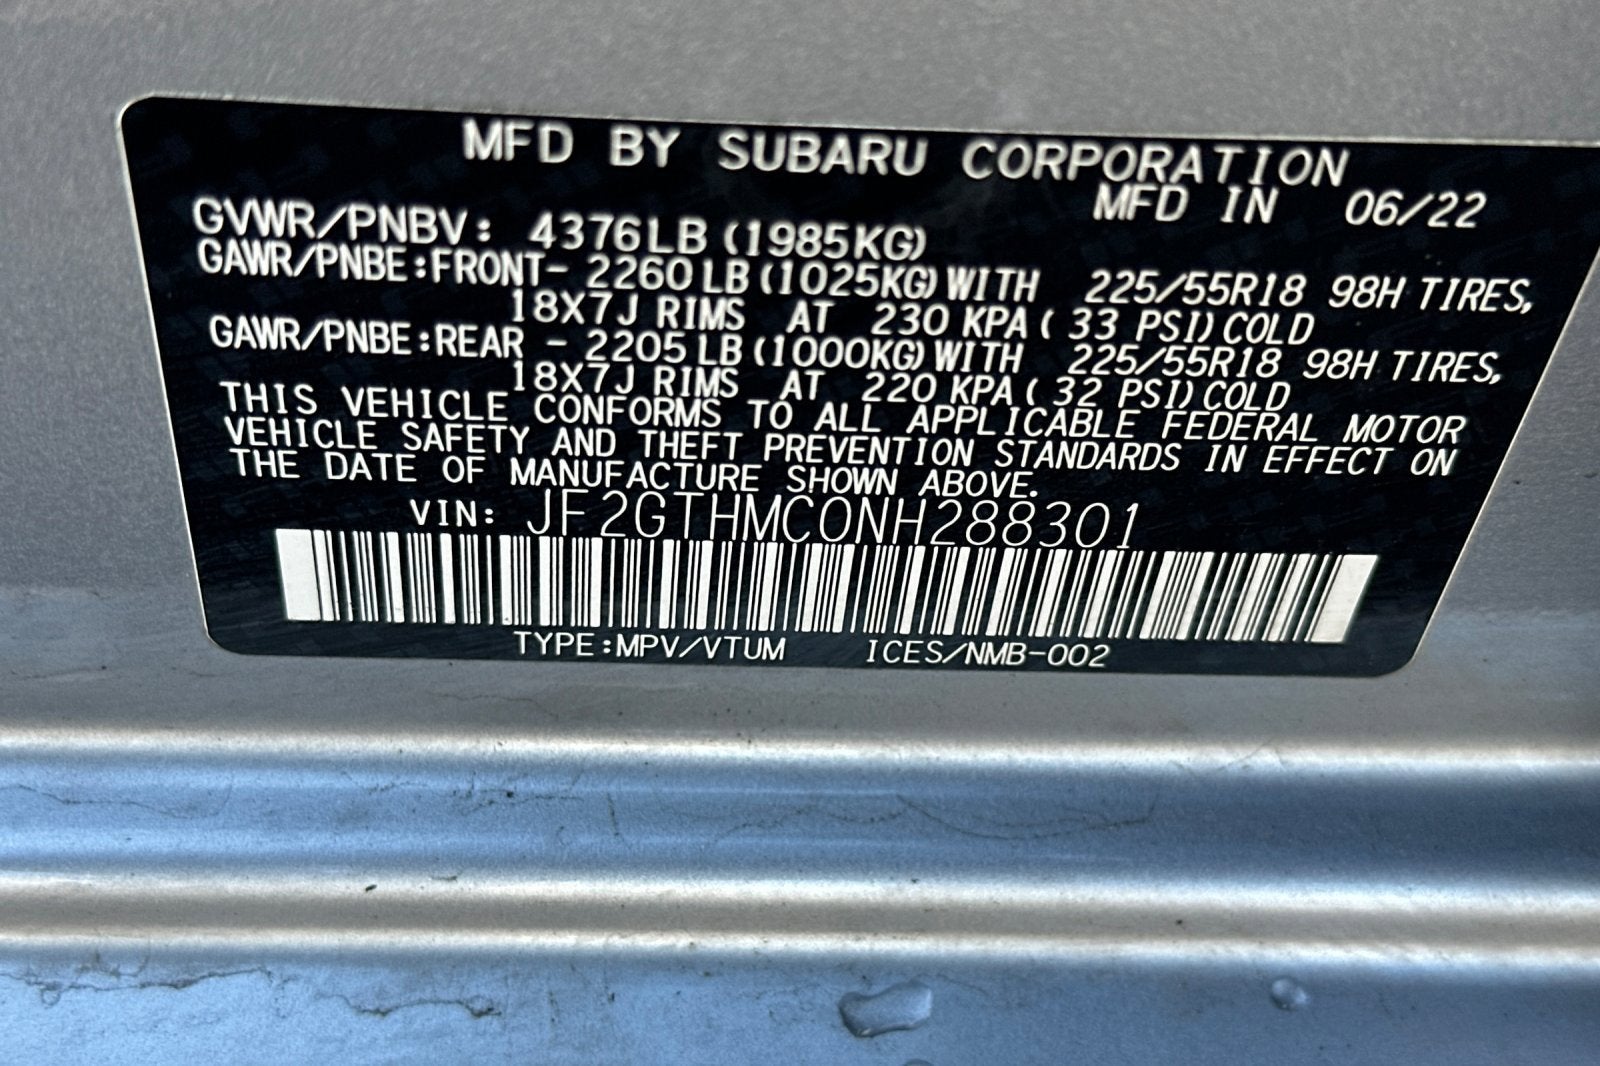 MFD BY SUBARU CORPORATION
MFD IN 06/22
GVWR/PNBV: 4376LB (1985KG)
GAWR/PNBE:FRONT- 2260 LB (1025KG) WITH 225/55R18 98H TIRES,
18X7J RIMS AT 230 KPA ( 33 PSI) COLD
GAWR/PNBE:REAR - 2205 LB (1000KG) WITH 225/55R18 98H TIRES,
18X7J RIMS AT 220 KPA ( 32 PSI) COLD
THIS VEHICLE CONFORMS TO ALL APPLICABLE FEDERAL MOTOR
VEHICLE SAFETY AND THEFT PREVENTION STANDARDS IN EFFECT ON
THE DATE OF MANUFACTURE SHOWN ABOVE.
VIN: JF2GTHMC0NH288301
TYPE:MPV/VTUM ICES/NMB-002